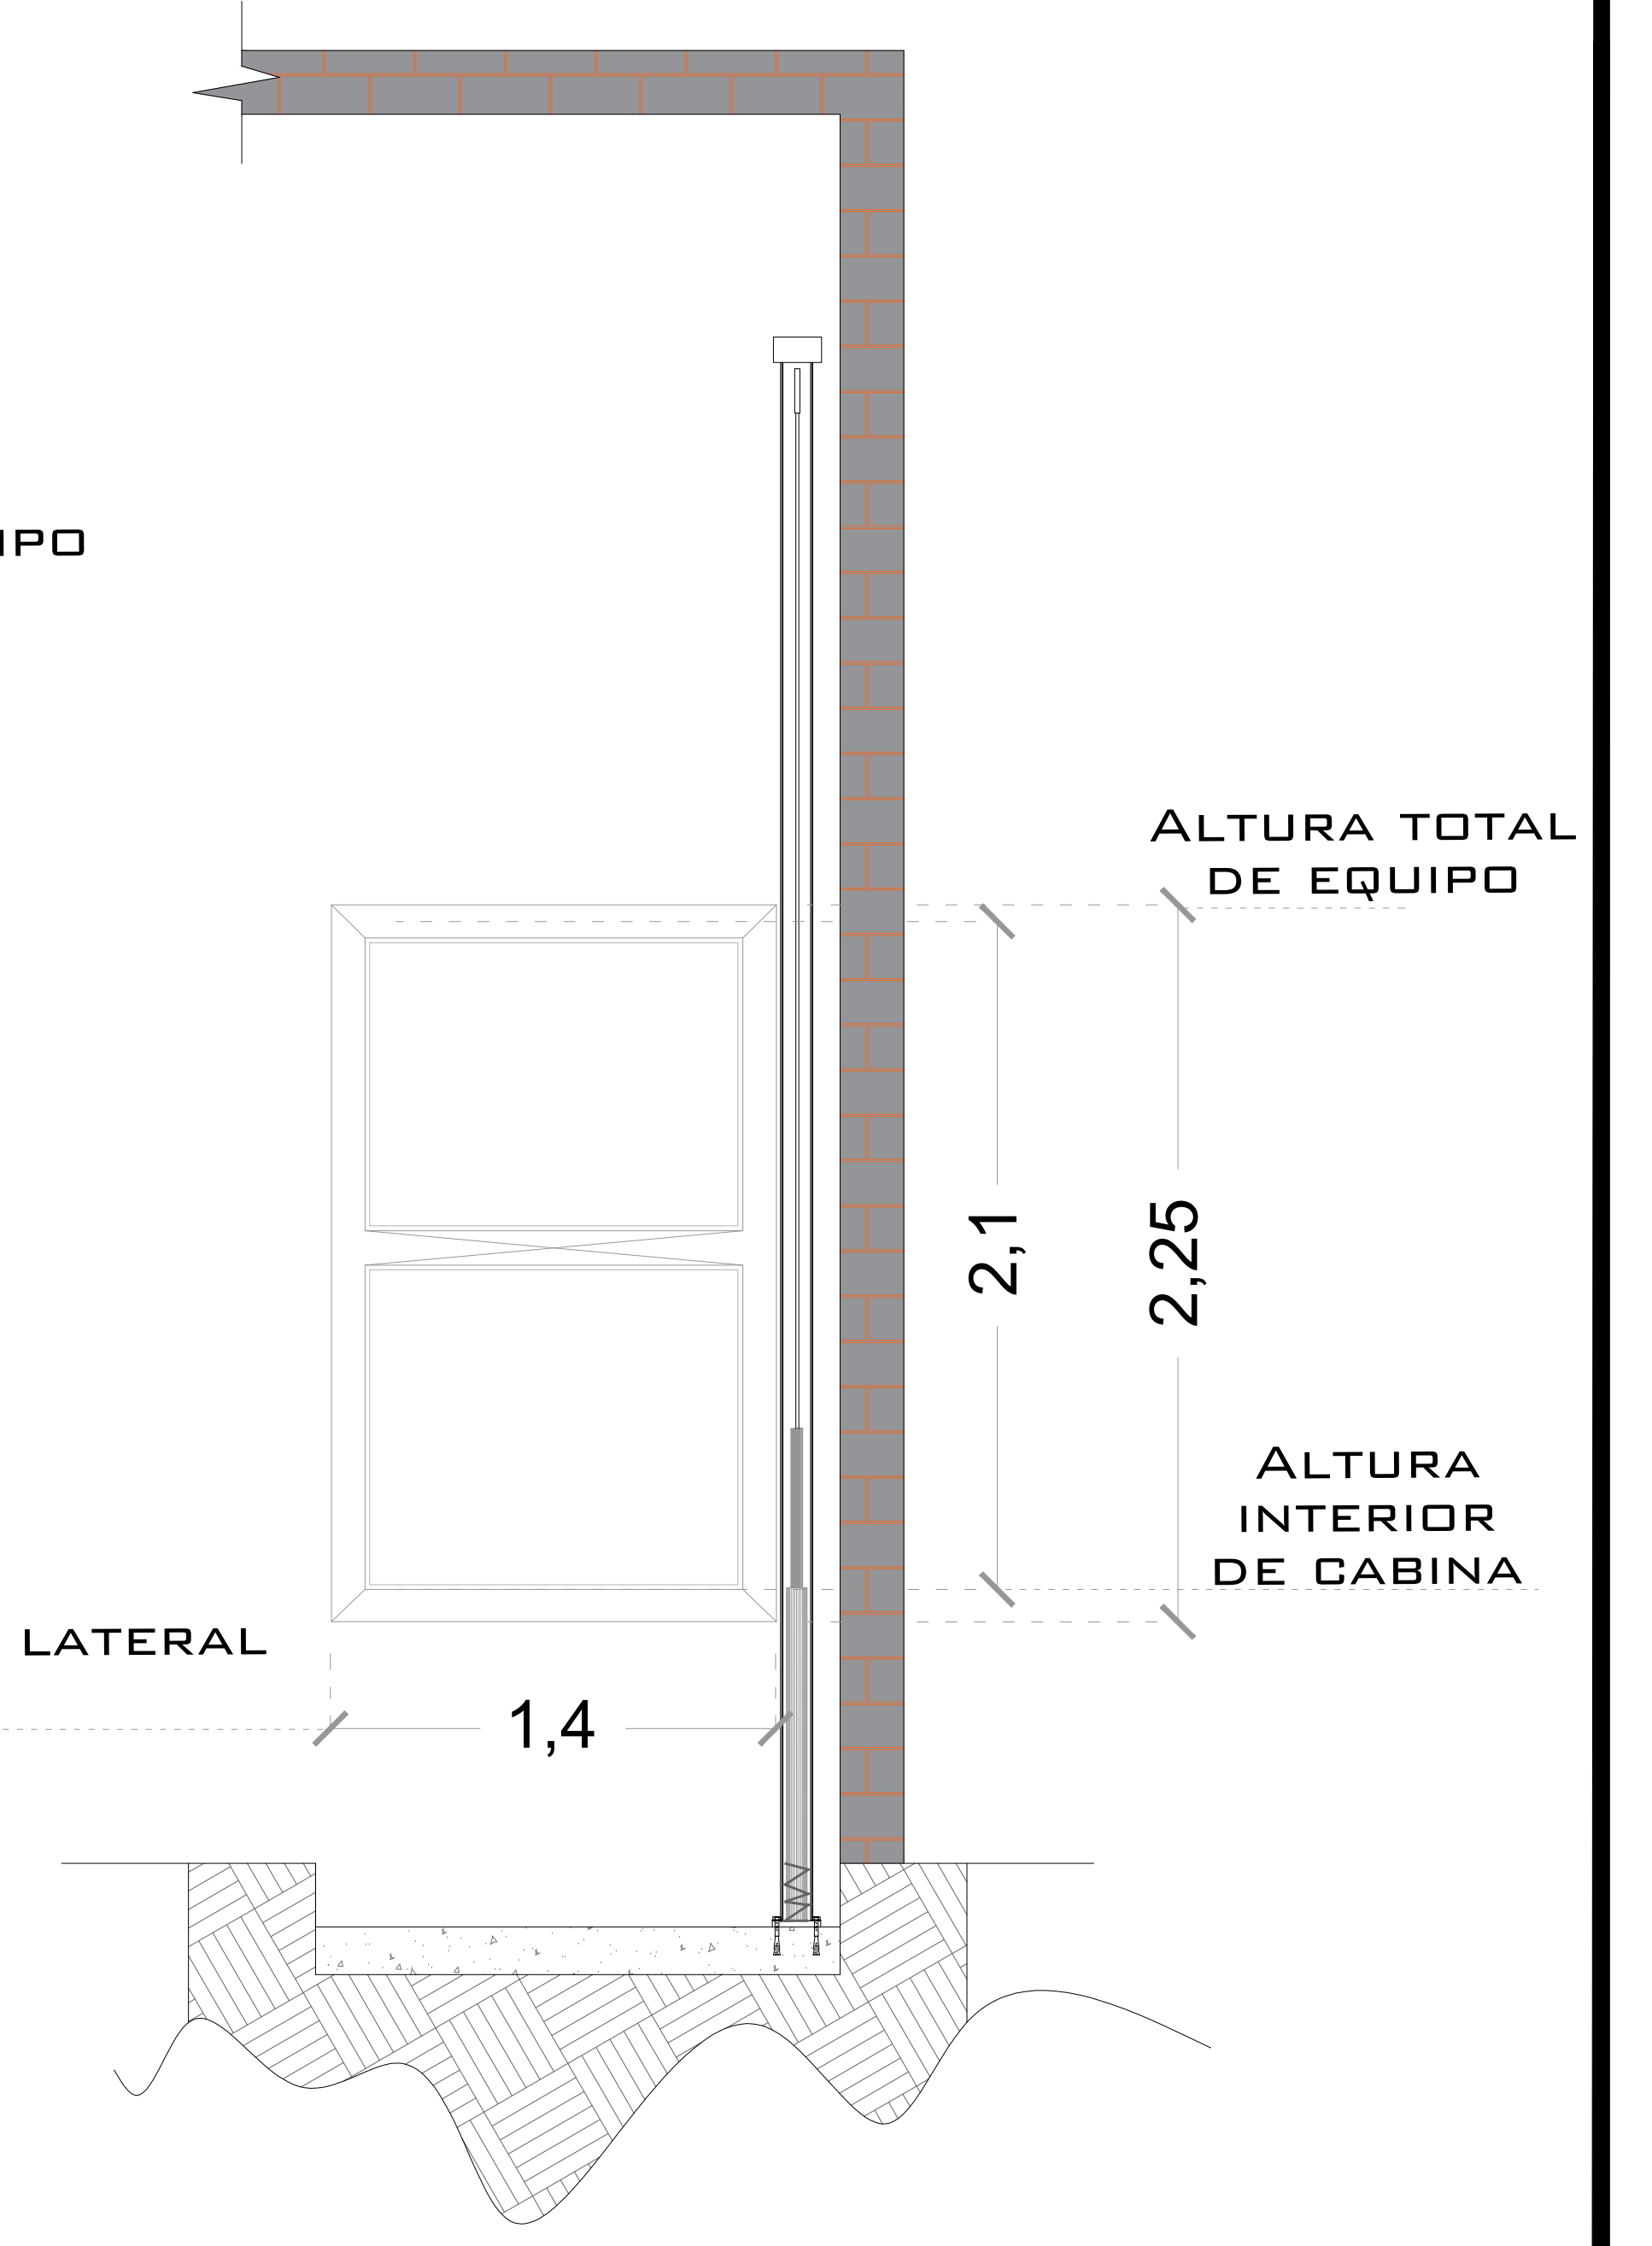 IPO
ALTURA TOTAL
DE EQUIPO
2,1
2,25
ALTURA
INTERIOR
DE CABINA
LATERAL
1,4